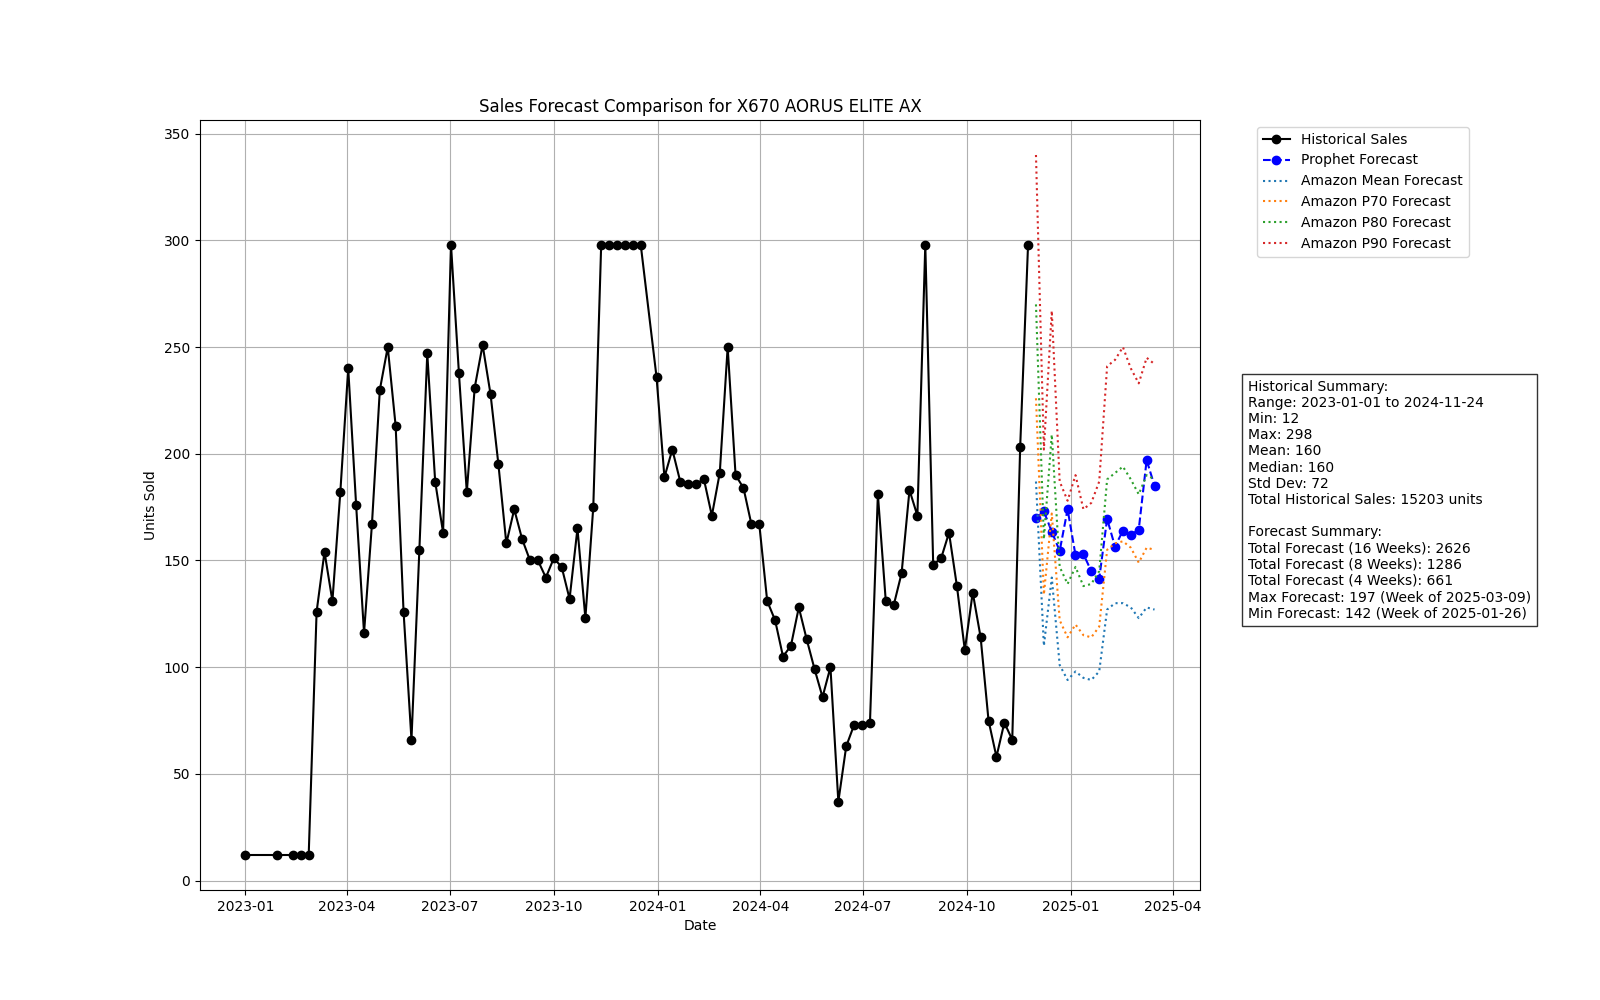 Sales Forecast Comparison for X670 AORUS ELITE AX
350
300
250
200
150
100
50
0
Units Sold
2023-01
2023-04
2023-07
2023-10
2024-01
2024-04
2024-07
2024-10
2025-01
2025-04
Date
Historical Sales
Prophet Forecast
Amazon Mean Forecast
Amazon P70 Forecast
Amazon P80 Forecast
Amazon P90 Forecast
Historical Summary:
Range: 2023-01-01 to 2024-11-24
Min: 12
Max: 298
Mean: 160
Median: 160
Std Dev: 72
Total Historical Sales: 15203 units
Forecast Summary:
Total Forecast (16 Weeks): 2626
Total Forecast (8 Weeks): 1286
Total Forecast (4 Weeks): 661
Max Forecast: 197 (Week of 2025-03-09)
Min Forecast: 142 (Week of 2025-01-26)